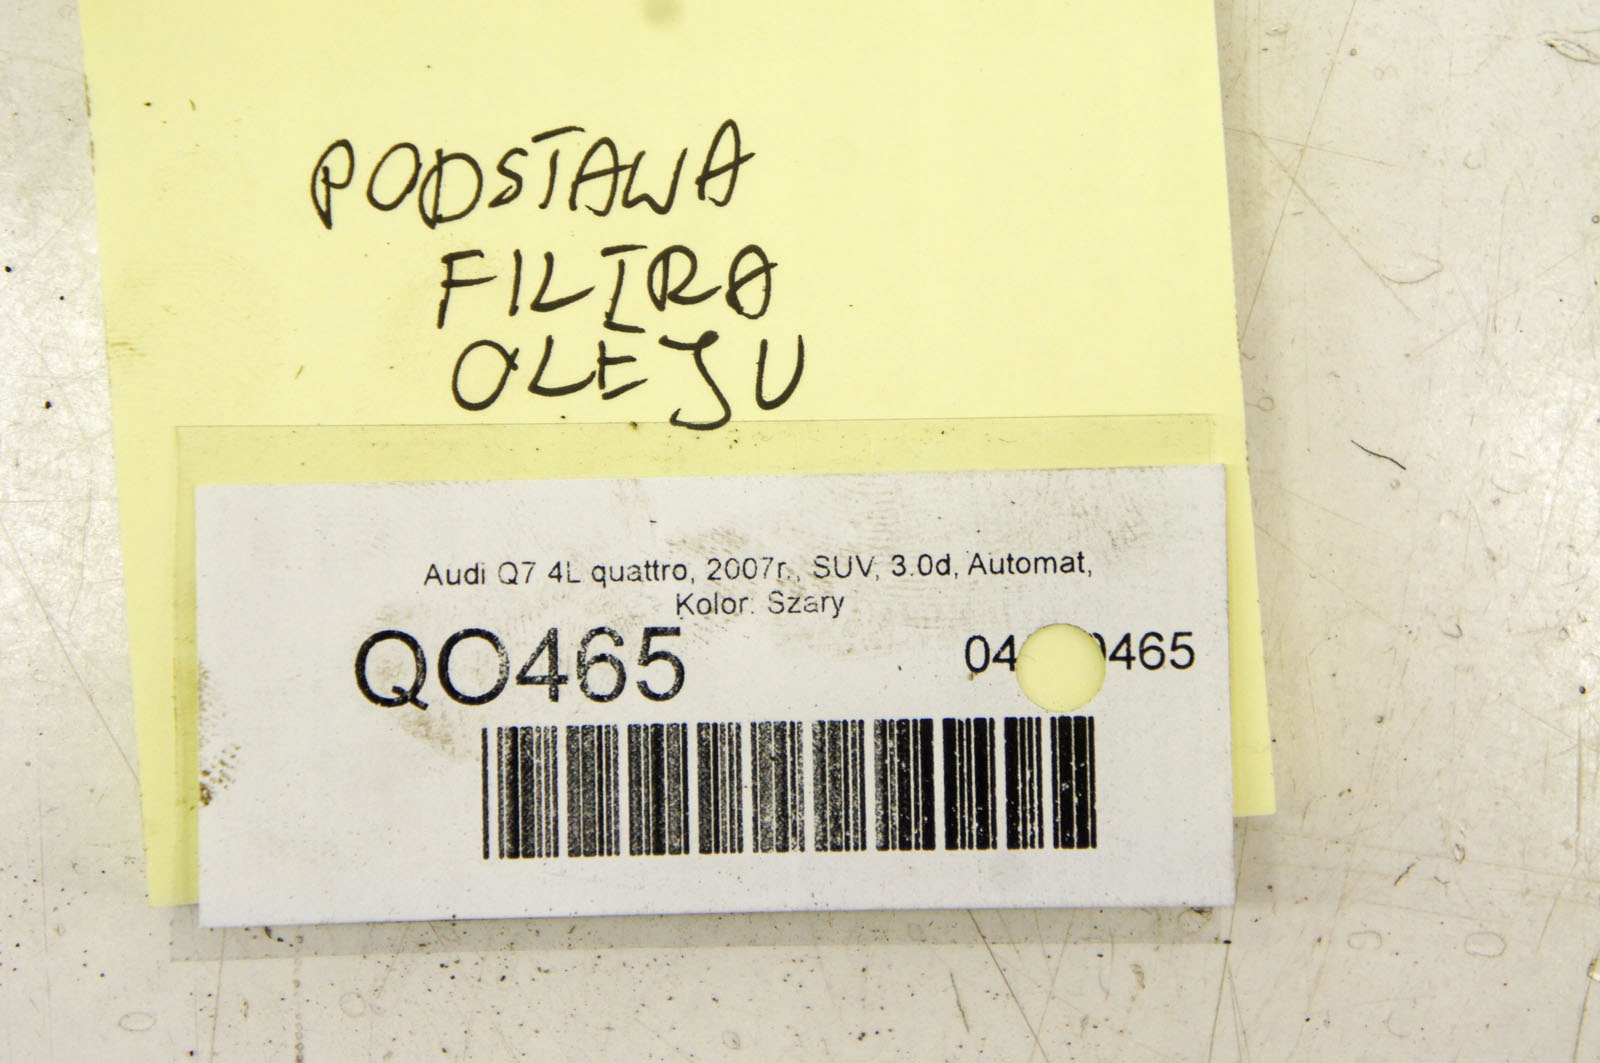 PODSTAWA
FILTRA
OLEJU
Audi Q7 4L quattro, 2007r., SUV, 3.0d, Automat,
Kolor: Szary
QO465